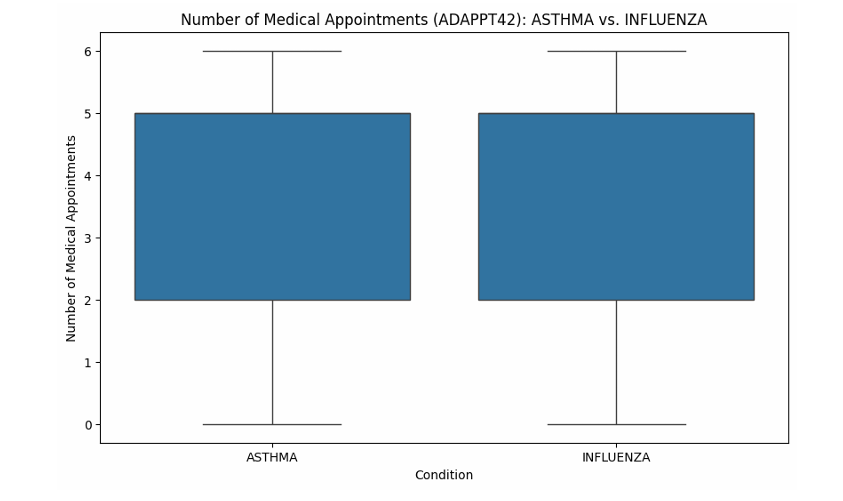 Number of Medical Appointments (ADAPPT42): ASTHMA vs. INFLUENZA
Number of Medical Appointments
6
5
4
3
2
1
0
ASTHMA INFLUENZA
Condition